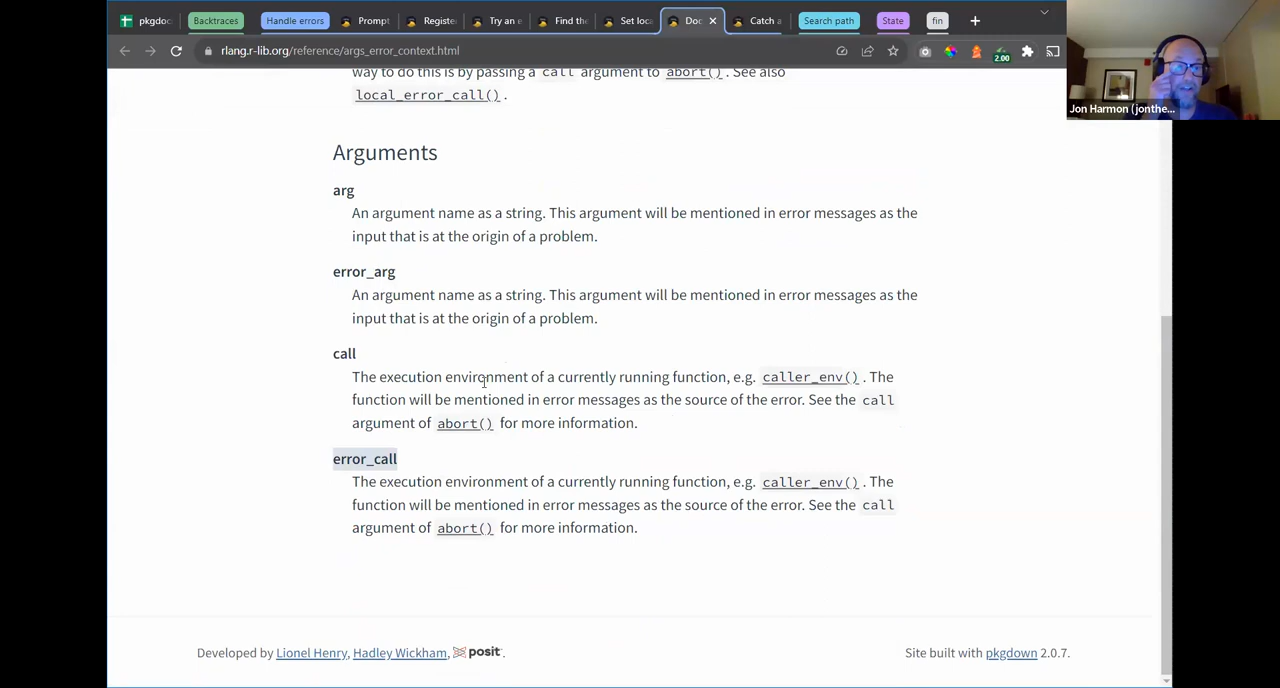 pkgdo
Backtraces
Handle errors
Prompt
Registe
Try an e
Find the
Set loca
Doc
Catch a
Search path
State
fin
rlang.r-lib.org/reference/args_error_context.html
2.00
Jon Harmon (jonthe...
way to do this is by passing a call argument to abort(). See also
local_error_call().
Arguments
arg
An argument name as a string. This argument will be mentioned in error messages as the
input that is at the origin of a problem.
error_arg
An argument name as a string. This argument will be mentioned in error messages as the
input that is at the origin of a problem.
call
The execution environment of a currently running function, e.g. caller_env(). The
function will be mentioned in error messages as the source of the error. See the call
argument of abort() for more information.
error_call
The execution environment of a currently running function, e.g. caller_env(). The
function will be mentioned in error messages as the source of the error. See the call
argument of abort() for more information.
Developed by Lionel Henry, Hadley Wickham, posit.
Site built with pkgdown 2.0.7.